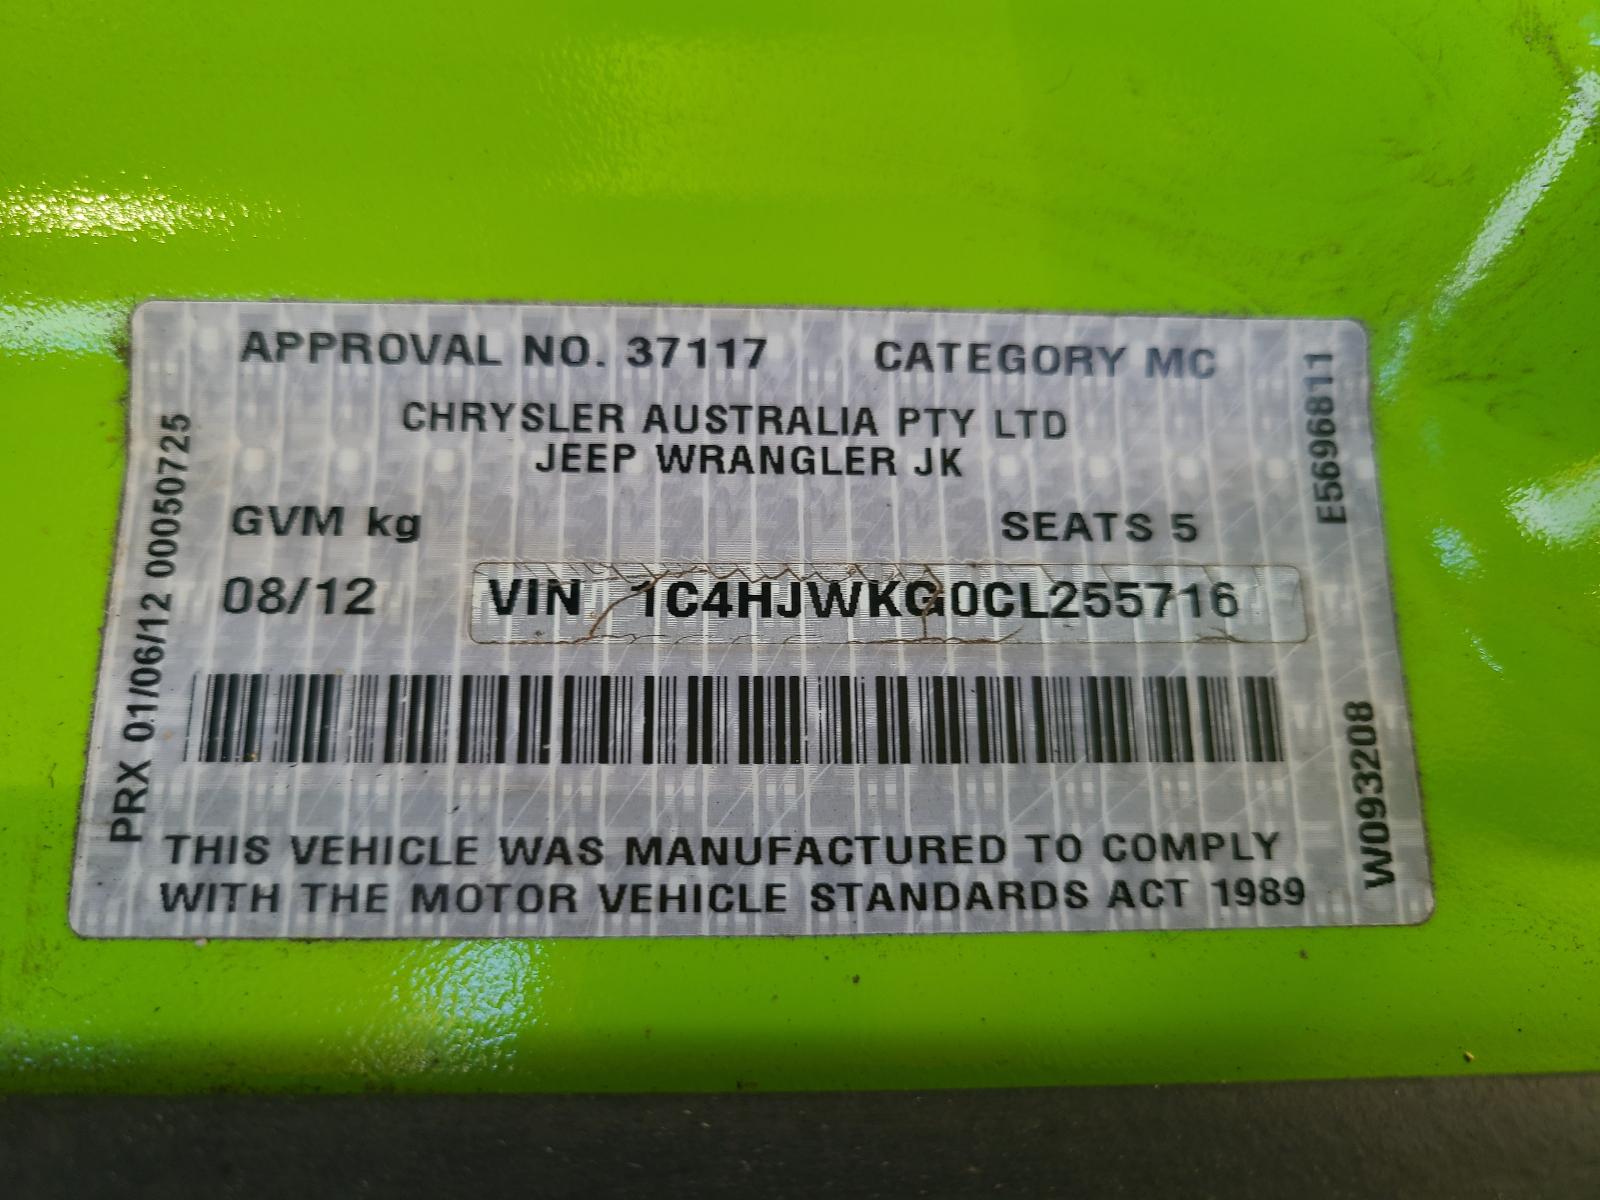 APPROVAL NO. 37117 CATEGORY MC
CHRYSLER AUSTRALIA PTY LTD
JEEP WRANGLER JK
GVM kg SEATS 5
08/12 VIN 1C4HJWKG0CL255716
THIS VEHICLE WAS MANUFACTURED TO COMPLY
WITH THE MOTOR VEHICLE STANDARDS ACT 1989
PRX 01/06/12 00050725
E5696811
W093208